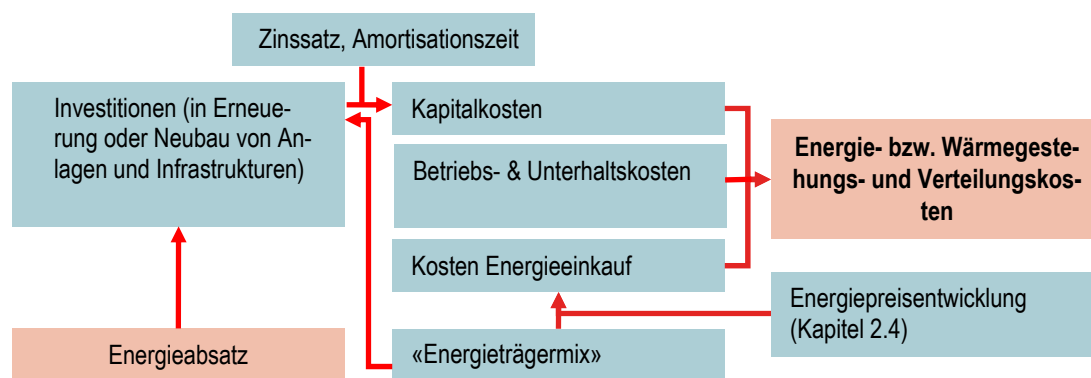 Zinssatz, Amortisationszeit
Investitionen (in Erneue-
rung oder Neubau von An-
lagen und Infrastrukturen)
Kapitalkosten
Betriebs- & Unterhaltskosten
Energie- bzw. Wärmegeste-
hungs- und Verteilungskos-
ten
Kosten Energieeinkauf
Energiepreisentwicklung
(Kapitel 2.4)
Energieabsatz
«Energieträgermix»